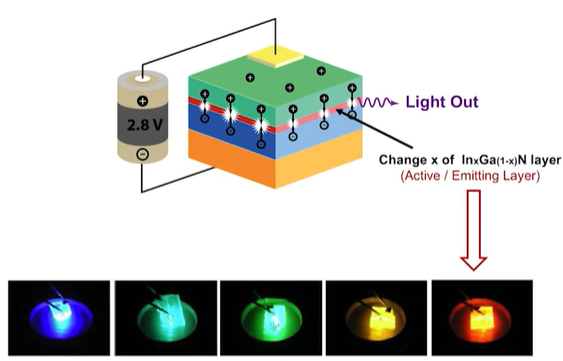 2.8 V
Light Out
Change x of InxGa(1-x)N layer
(Active / Emitting Layer)